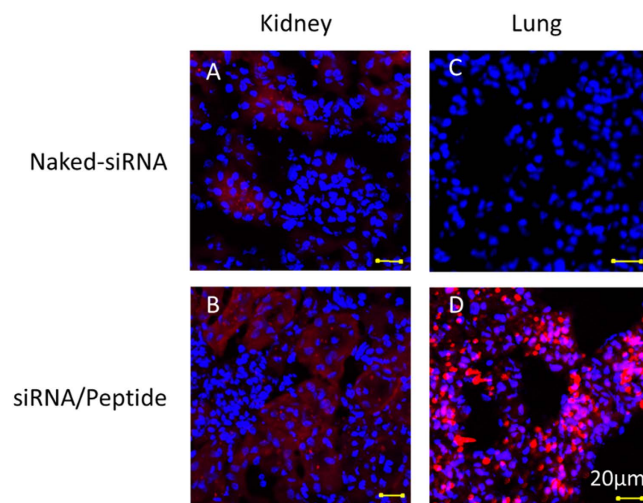 Kidney
Lung
A
C
Naked-siRNA
B
D
siRNA/Peptide
20μm